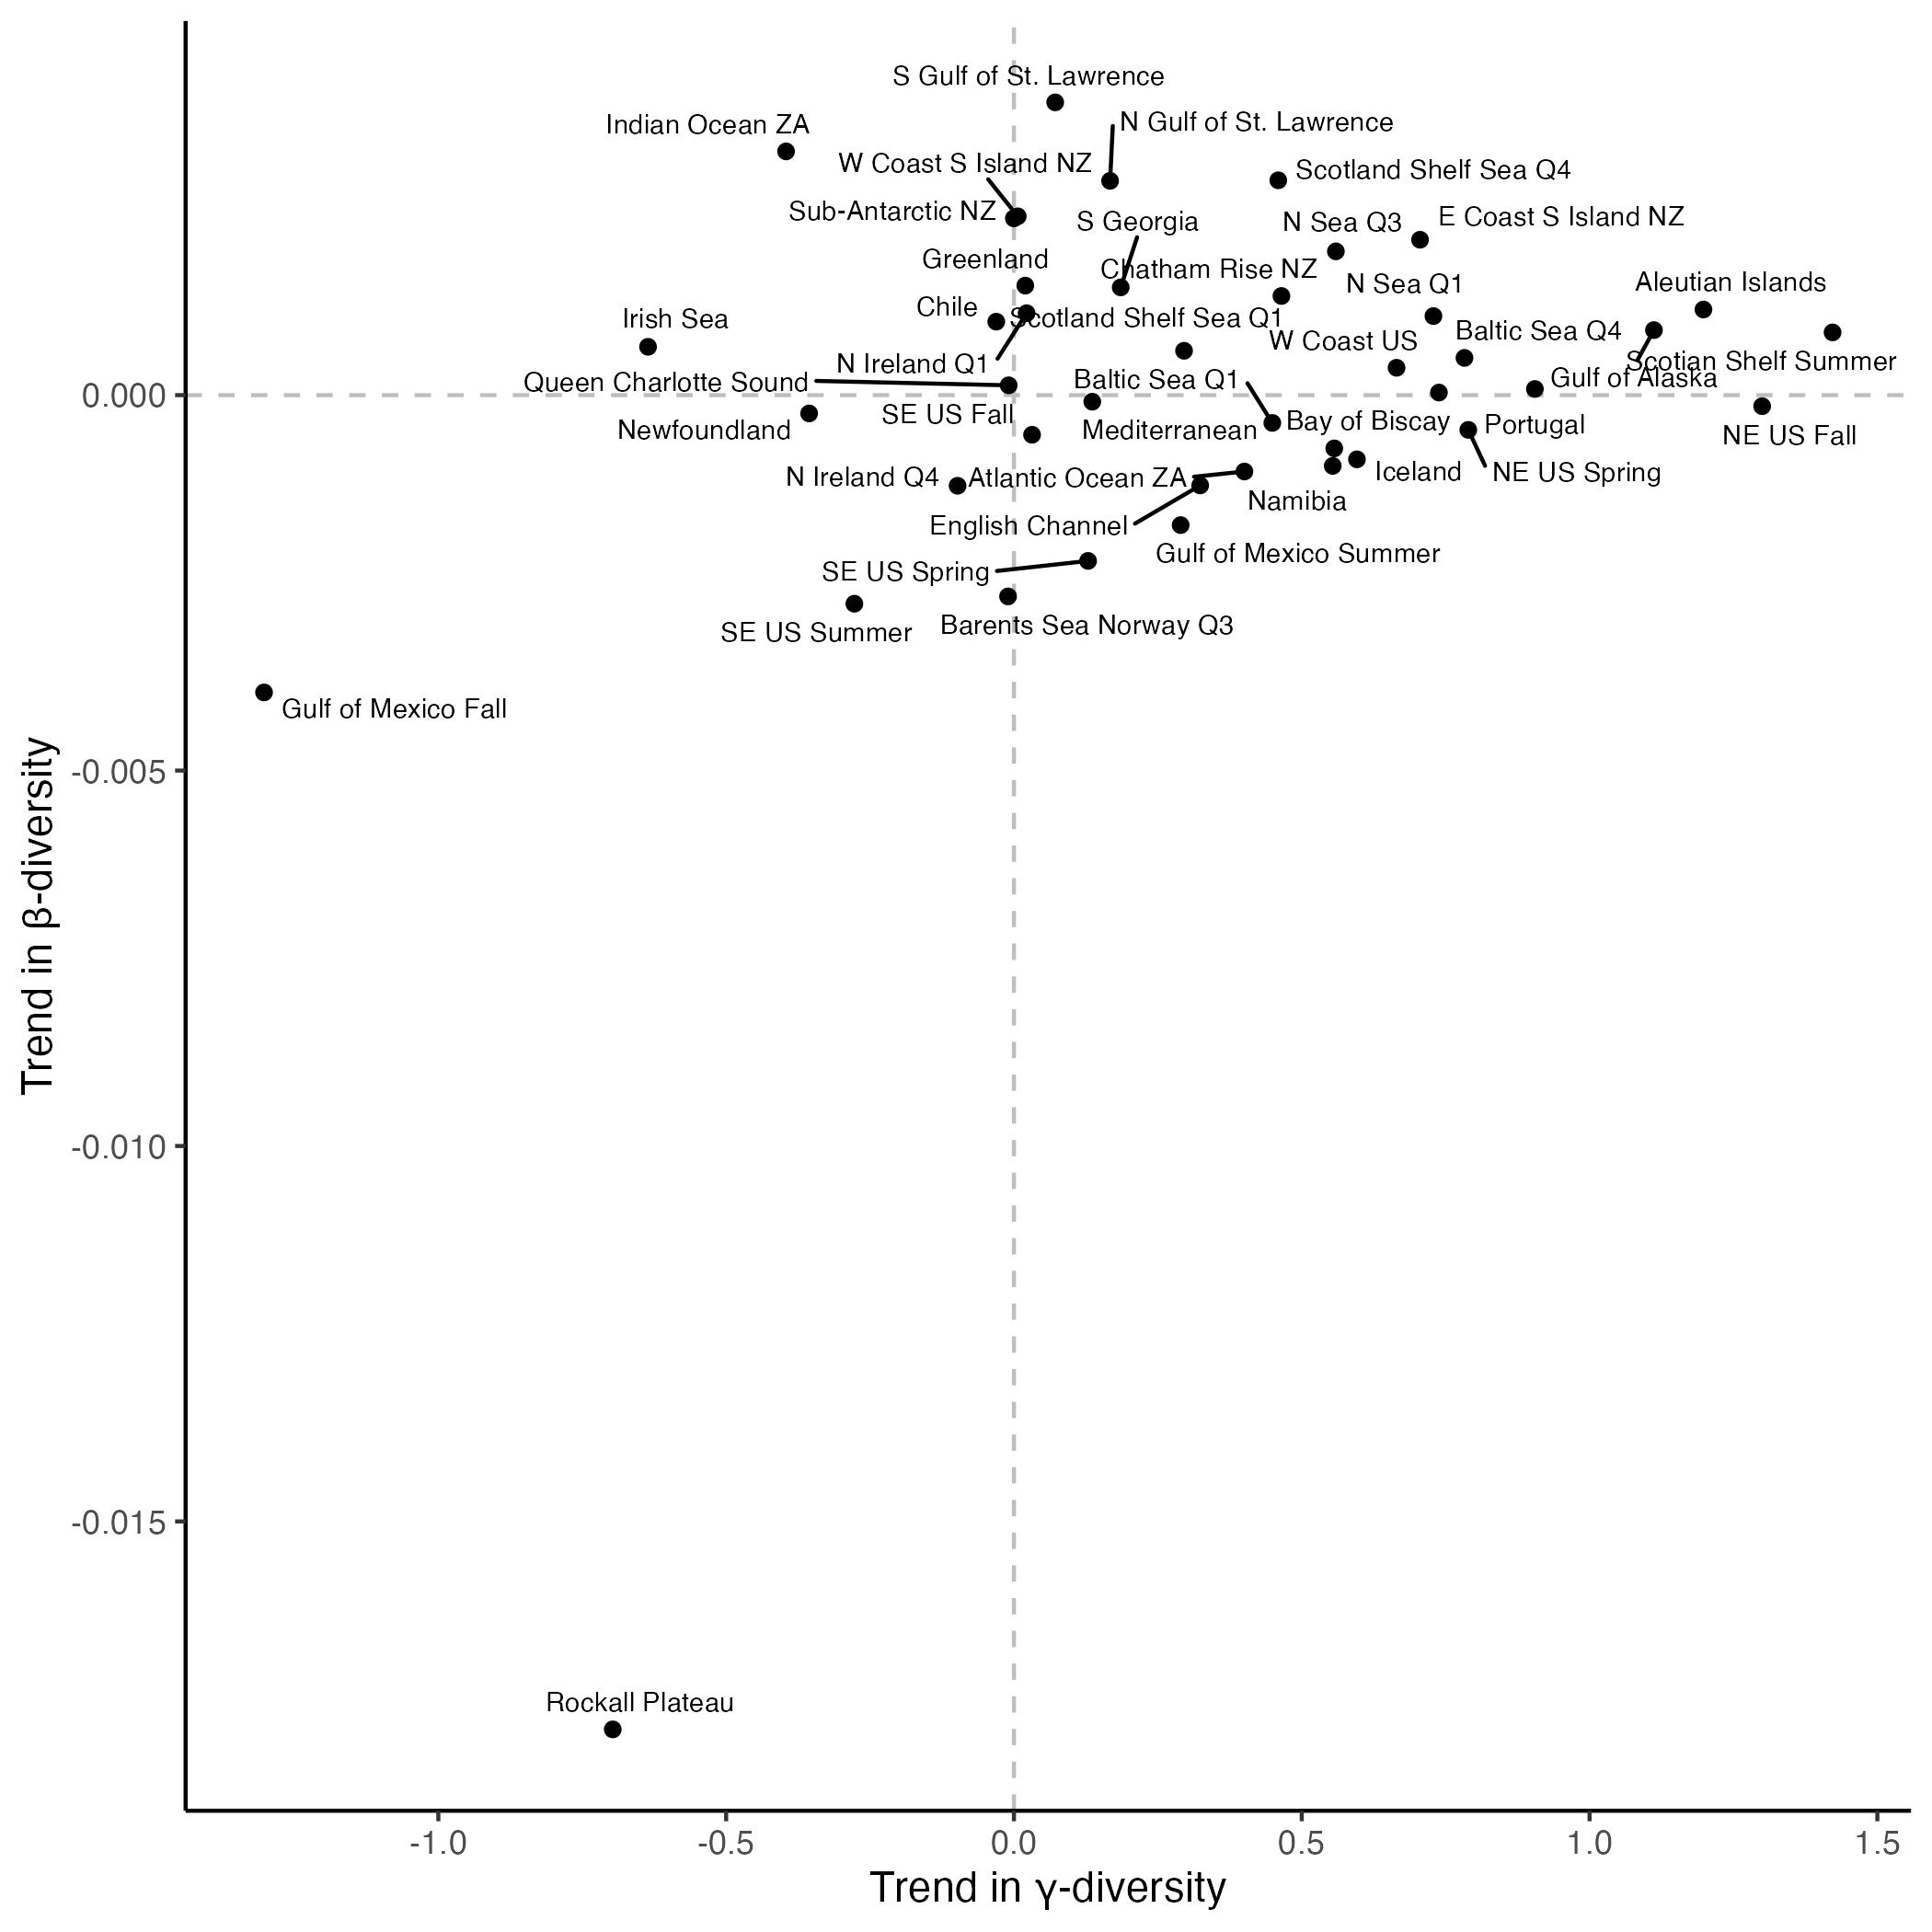 S Gulf of St. Lawrence
N Gulf of St. Lawrence
Indian Ocean ZA
W Coast S Island NZ
Scotland Shelf Sea Q4
Sub-Antarctic NZ
S Georgia
N Sea Q3
E Coast S Island NZ
Greenland
Chatham Rise NZ
N Sea Q1
Aleutian Islands
Chile
Scotland Shelf Sea Q1
Irish Sea
W Coast US
Baltic Sea Q4
N Ireland Q1
Scotian Shelf Summer
Queen Charlotte Sound
Baltic Sea Q1
Gulf of Alaska
SE US Fall
Newfoundland
Mediterranean
Bay of Biscay
Portugal
NE US Fall
N Ireland Q4
Atlantic Ocean ZA
Iceland
NE US Spring
Namibia
English Channel
Gulf of Mexico Summer
SE US Spring
SE US Summer
Barents Sea Norway Q3
Gulf of Mexico Fall
Rockall Plateau
0.000
-0.005
-0.010
-0.015
Trend in β-diversity
-1.0
-0.5
0.0
0.5
1.0
1.5
Trend in γ-diversity